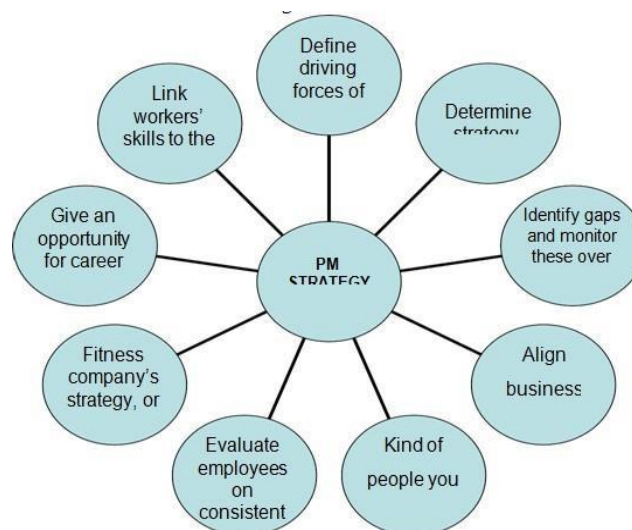 Define
driving
forces of
Determine
strategy
Identify gaps
and monitor
these over
Align
business
Kind of
people you
Evaluate
employees
on
consistent
Fitness
company's
strategy, or
Give an
opportunity
for career
Link
workers'
skills to the
PM
STRATEGY